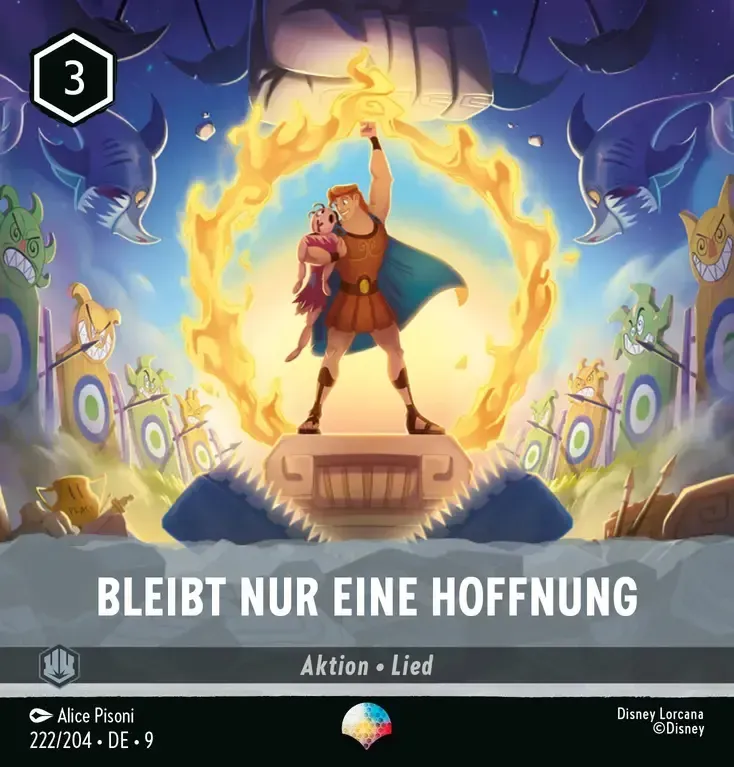 3
BLEIBT NUR EINE HOFFNUNG
Aktion • Lied
Alice Pisoni
Disney Lorcana
222/204 • DE • 9
©Disney